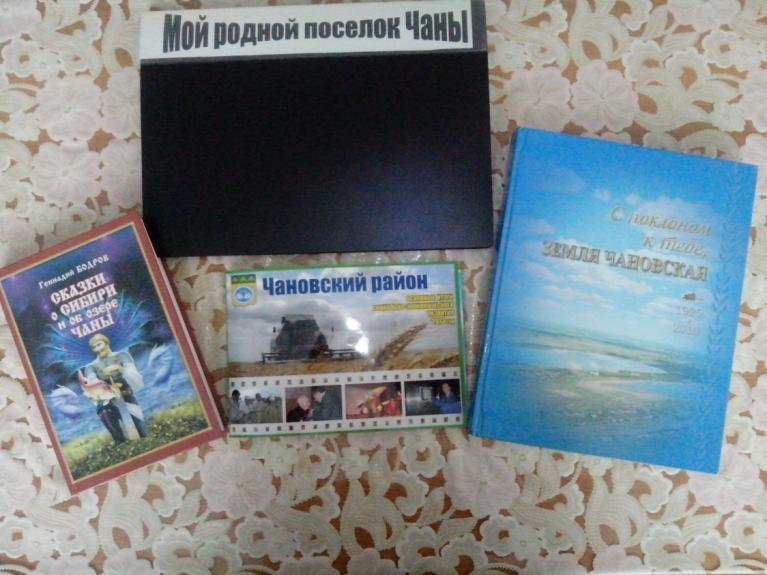 Мой родной поселок Чаны
Геннадий БОДРОВ
СКАЗКИ
О СИБИРИ
И ОБ ОЗЕРЕ
ЧАНЫ
Чановский район
С поклоном
к тебе,
ЗЕМЛЯ ЧАНОВСКАЯ